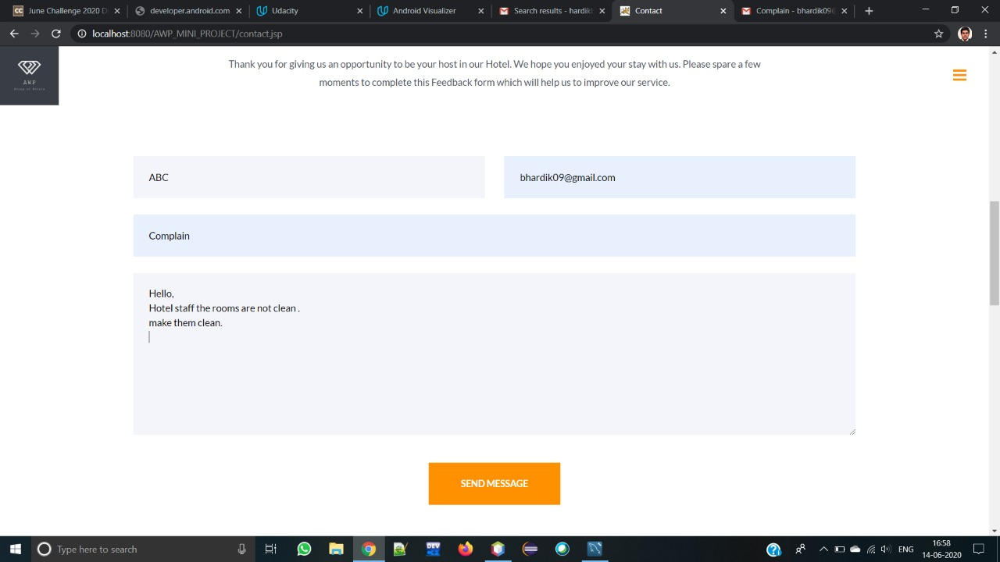 June Challenge 2020 D
developer.android.com
Udacity
Android Visualizer
Search results - hardikb
Contact
Complain - bhardik09@
localhost:8080/AWP_MINI_PROJECT/contact.jsp
AWP
Thank you for giving us an opportunity to be your host in our Hotel. We hope you enjoyed your stay with us. Please spare a few
moments to complete this Feedback form which will help us to improve our service.
ABC
bhardik09@gmail.com
Complain
Hello,
Hotel staff the rooms are not clean .
make them clean.
SEND MESSAGE
Type here to search
DEV
ENG
16:58
14-06-2020